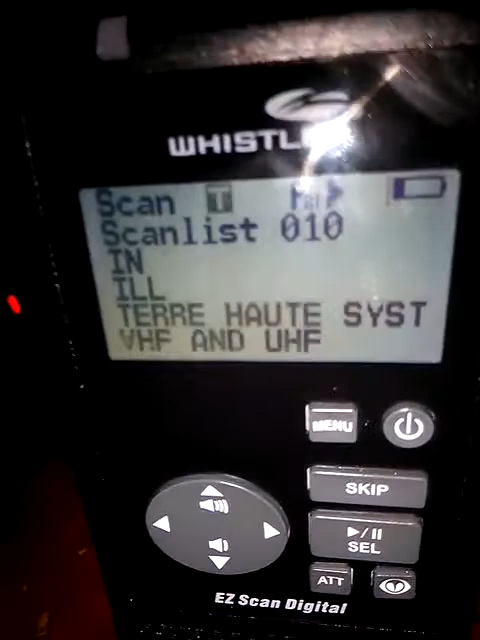 WHISTLER
Scan T
Scanlist 010
IN
ILL
TERRE HAUTE SYST
VHF AND UHF
MENU
SKIP
SEL
ATT
EZ Scan Digital